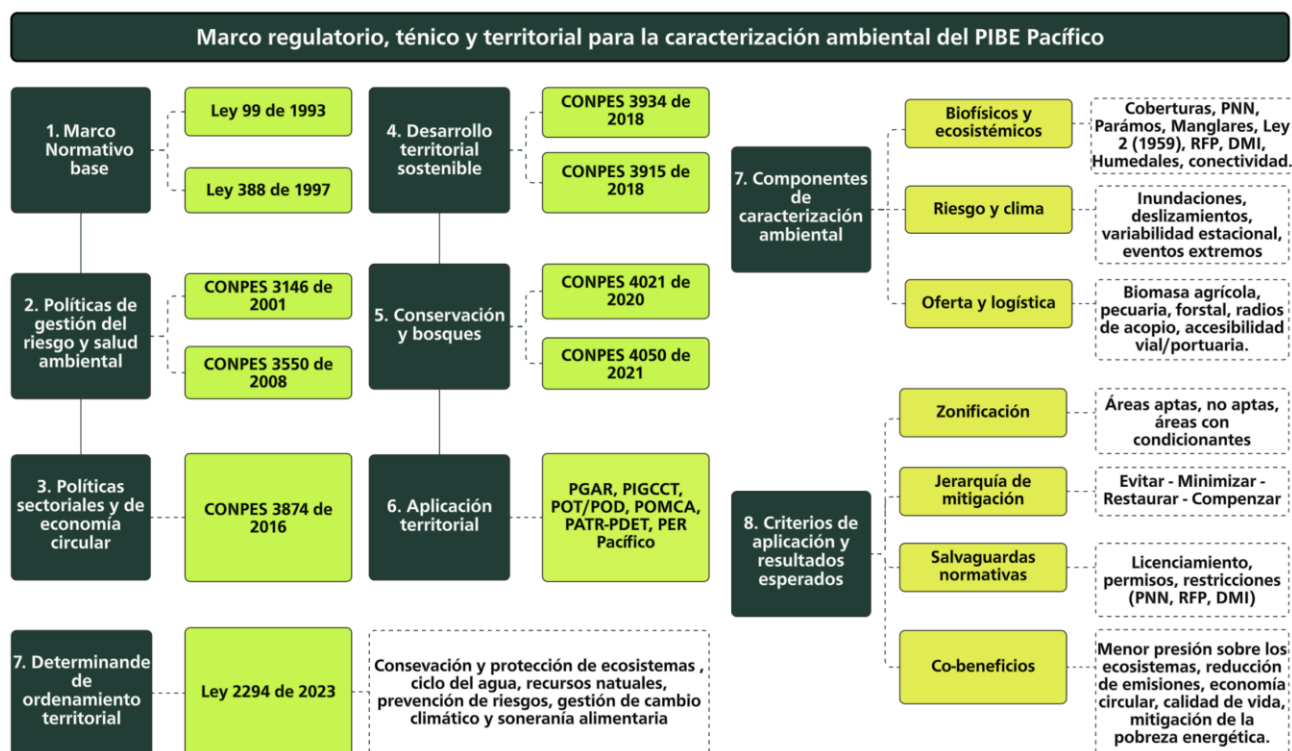 Marco regulatorio, ténico y territorial para la caracterización ambiental del PIBE Pacífico
1. Marco
Normativo
base
Ley 99 de 1993
Ley 388 de 1997
2. Políticas de
gestión del
riesgo y salud
ambiental
CONPES 3146 de
2001
CONPES 3550 de
2008
3. Políticas
sectoriales y de
economía
circular
CONPES 3874 de
2016
4. Desarrollo
territorial
sostenible
CONPES 3934 de
2018
CONPES 3915 de
2018
5. Conservación
y bosques
CONPES 4021 de
2020
CONPES 4050 de
2021
6. Aplicación
territorial
PGAR, PIGCCT,
POT/POD, POMCA,
PATR-PDET, PER
Pacífico
7. Determinande
de
ordenamiento
territorial
Ley 2294 de 2023
Consevación y protección de ecosistemas ,
ciclo del agua, recursos natuales,
prevención de riesgos, gestión de cambio
climático y soneranía alimentaria
7. Componentes
de
caracterización
ambiental
Biofísicos y
ecosistémicos
Coberturas, PNN,
Parámos, Manglares, Ley
2 (1959), RFP, DMI,
Humedales, conectividad.
Riesgo y clima
Inundaciones,
deslizamientos,
variabilidad estacional,
eventos extremos
Oferta y logística
Biomasa agrícola,
pecuaria, forstal, radios
de acopio, accesibilidad
vial/portuaria.
8. Criterios de
aplicación y
resultados
esperados
Zonificación
Áreas aptas, no aptas,
áreas con
condicionantes
Jerarquía de
mitigación
Evitar - Minimizar -
Restaurar - Compenzar
Salvaguardas
normativas
Licenciamiento,
permisos, restricciones
(PNN, RFP, DMI)
Co-beneficios
Menor presión sobre los
ecosistemas, reducción
de emisiones, economía
circular, calidad de vida,
mitigación de la
pobreza energética.